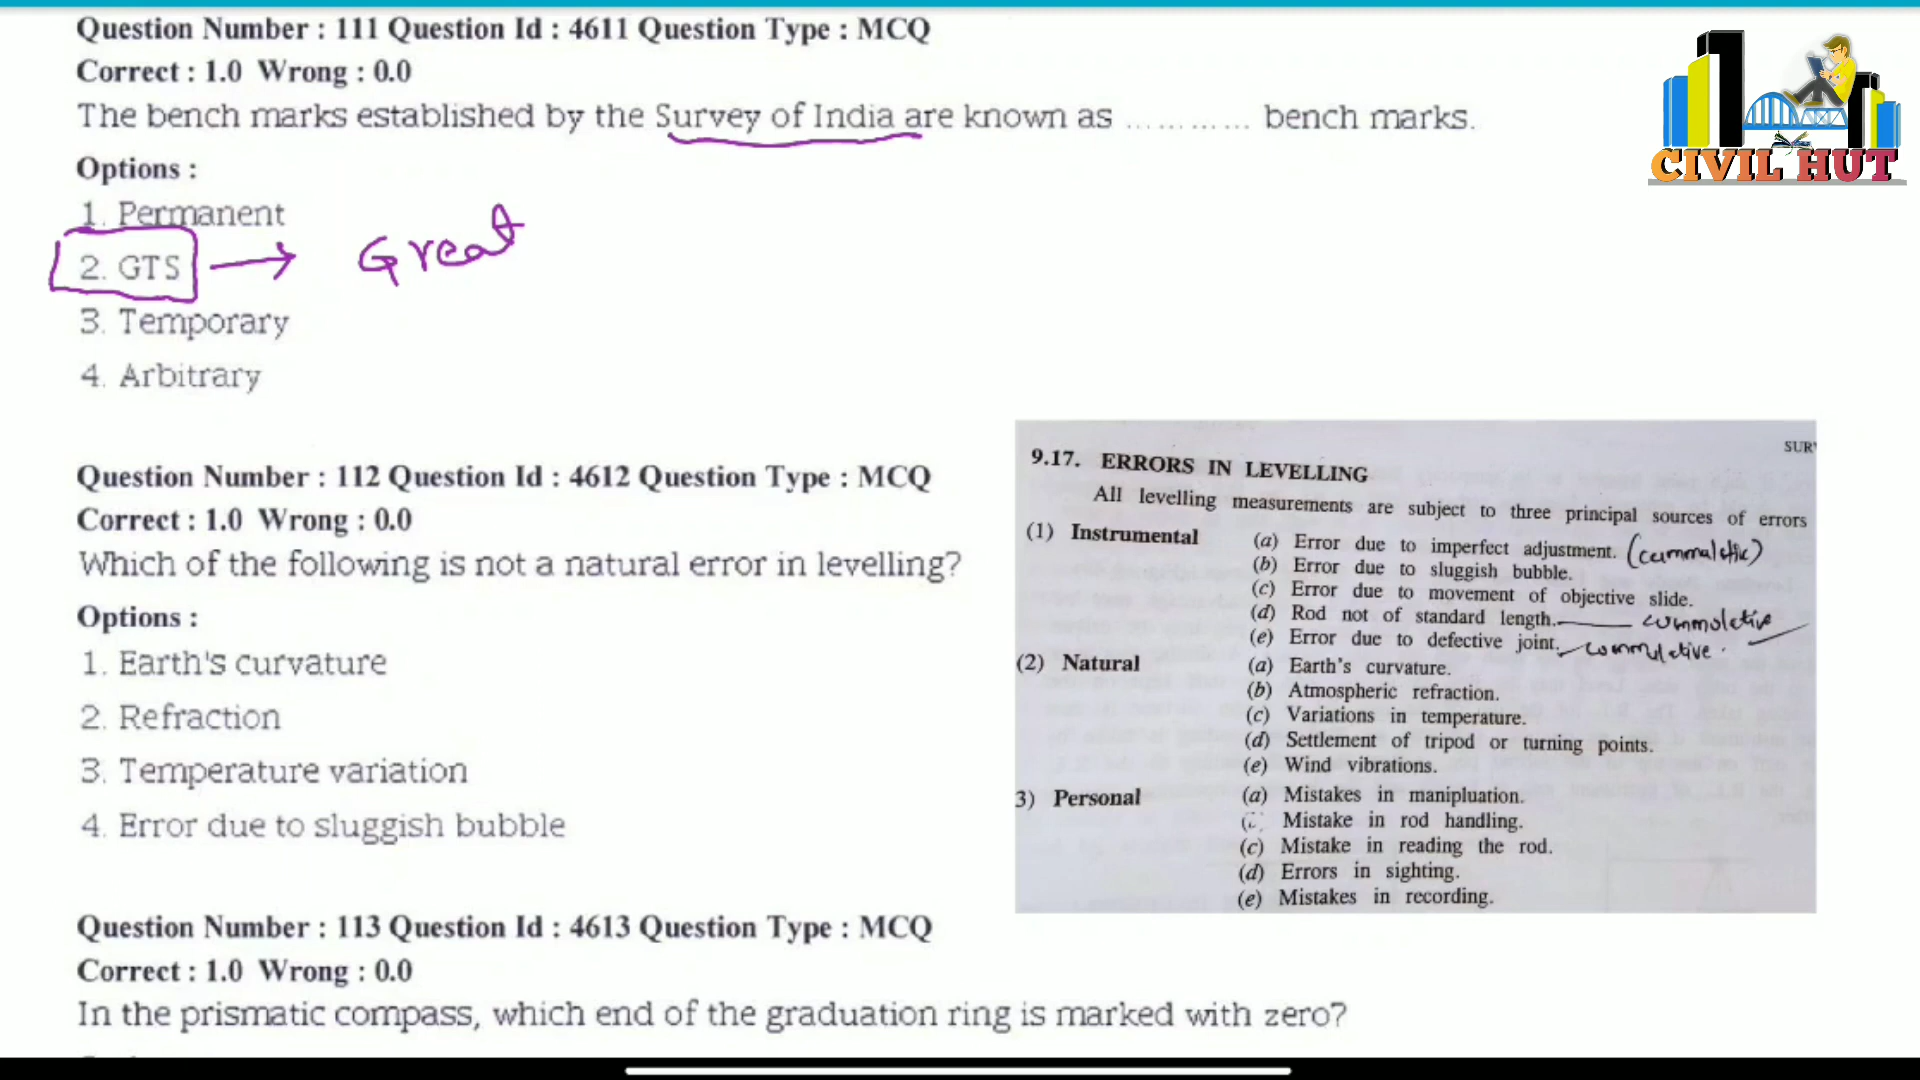 Question Number : 111 Question Id : 4611 Question Type : MCQ
Correct : 1.0 Wrong : 0.0
The bench marks established by the Survey of India are known as ............ bench marks.
Options :
1. Permanent
2. GTS → Great
3. Temporary
4. Arbitrary
CIVIL HUT
Question Number : 112 Question Id : 4612 Question Type : MCQ
Correct : 1.0 Wrong : 0.0
Which of the following is not a natural error in levelling?
Options :
1. Earth's curvature
2. Refraction
3. Temperature variation
4. Error due to sluggish bubble
SUR
9.17. ERRORS IN LEVELLING
All levelling measurements are subject to three principal sources of errors
(1) Instrumental (a) Error due to imperfect adjustment.
(b) Error due to sluggish bubble.
(c) Error due to movement of objective slide.
(d) Rod not of standard length.
(e) Error due to defective joint.
(2) Natural (a) Earth's curvature.
(b) Atmospheric refraction.
(c) Variations in temperature.
(d) Settlement of tripod or turning points.
(e) Wind vibrations.
3) Personal (a) Mistakes in manipluation.
Mistake in rod handling.
(c) Mistake in reading the rod.
(d) Errors in sighting.
(e) Mistakes in recording.
Question Number : 113 Question Id : 4613 Question Type : MCQ
Correct : 1.0 Wrong : 0.0
In the prismatic compass, which end of the graduation ring is marked with zero?